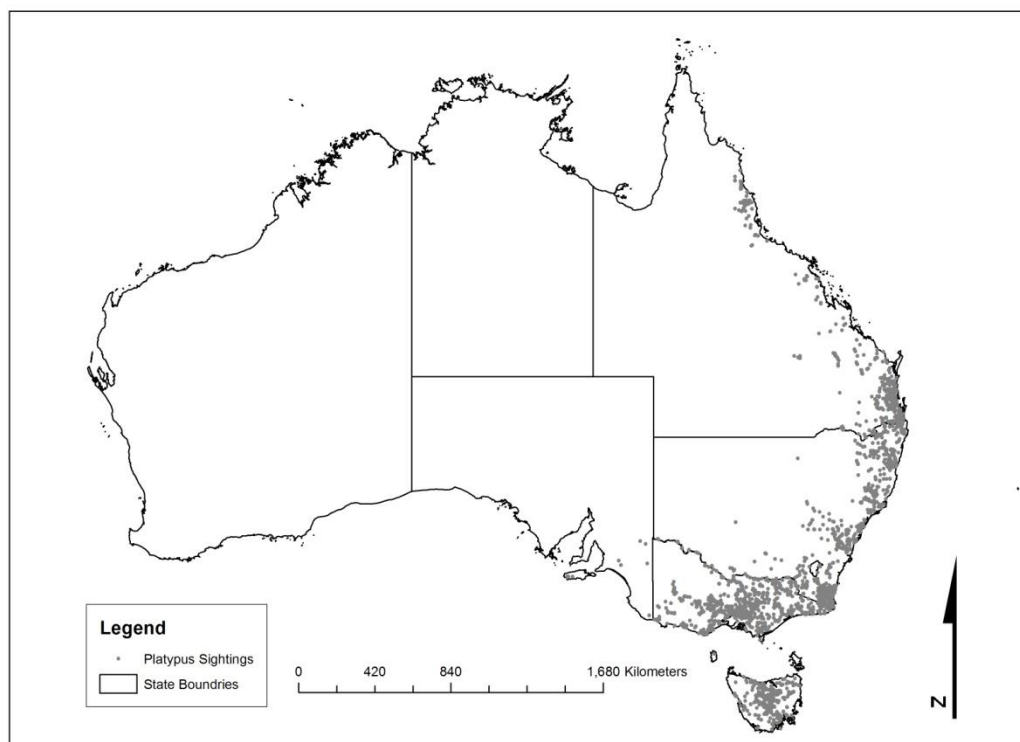 Legend
Platypus Sightings
State Boundries
0 420 840 1,680 Kilometers
N